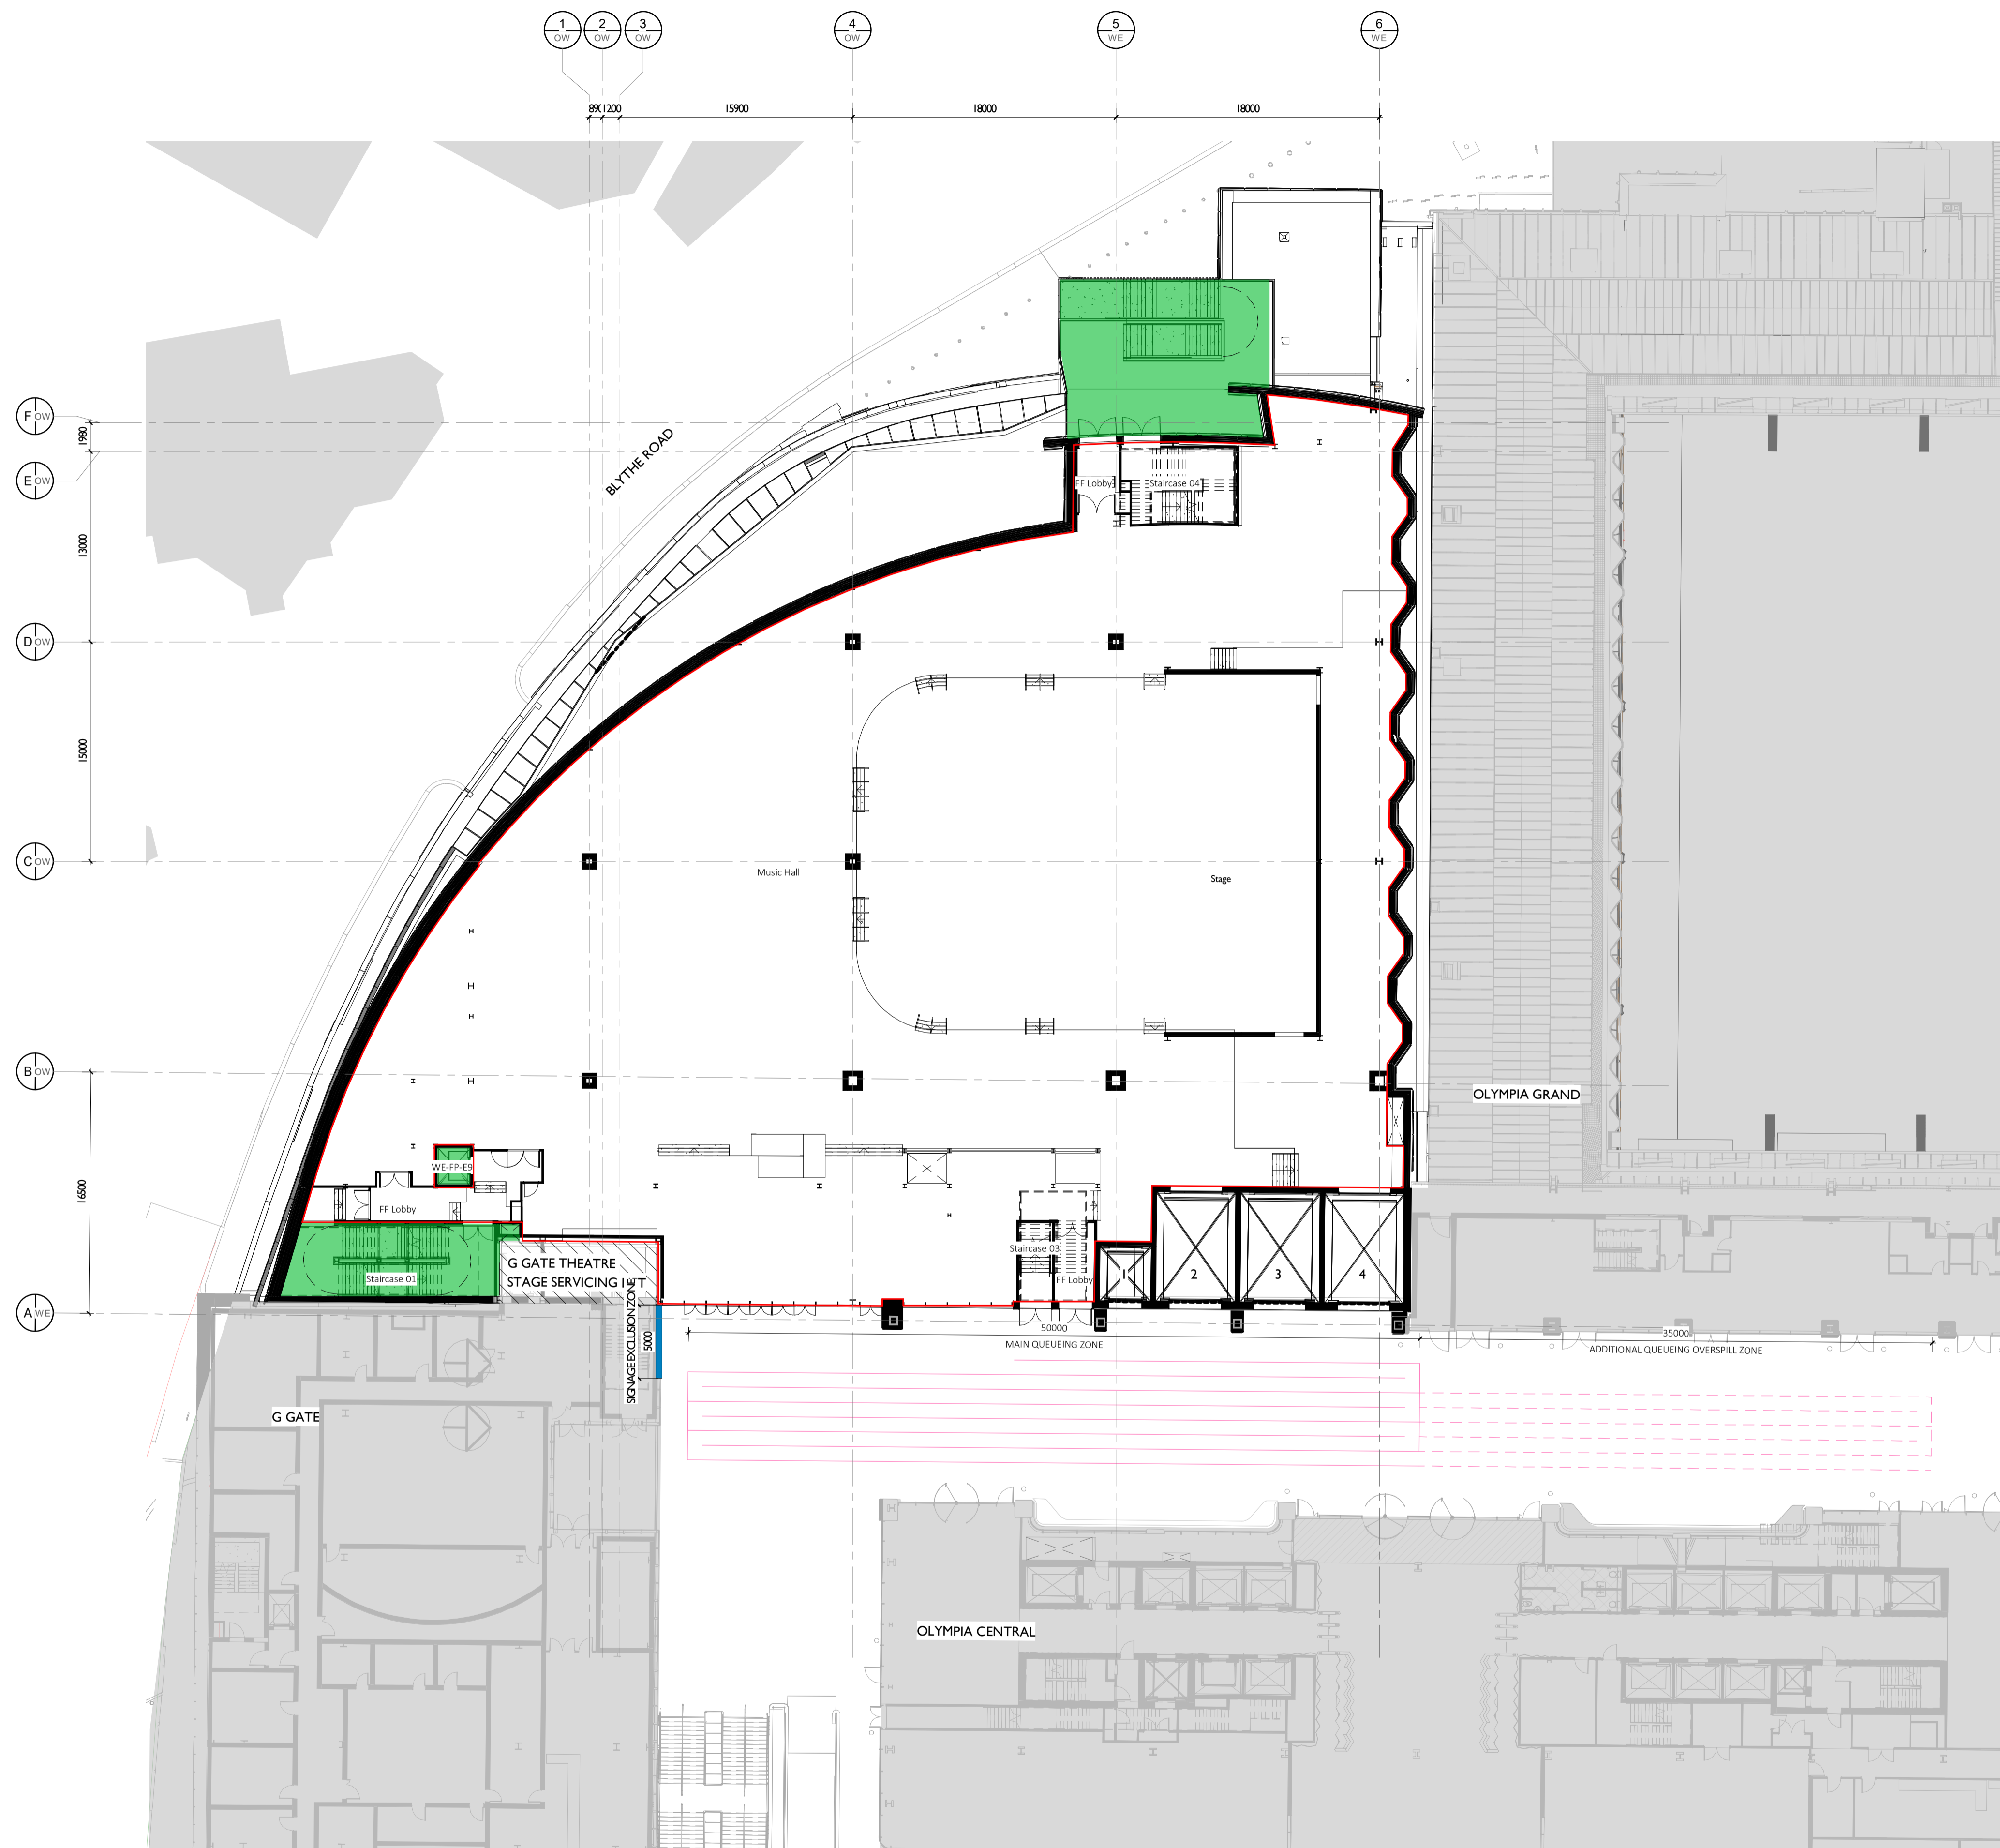 1
OW
2
OW
3
OW
4
OW
5
WE
6
WE
1200
15900
18000
18000
F OW
1980
E OW
13000
D OW
15000
C OW
B OW
16500
A WE
BLYTHE ROAD
FF Lobby
Staircase 04
Music Hall
Stage
OLYMPIA GRAND
WE-FP-E9
FF Lobby
Staircase 01
G GATE THEATRE
STAGE SERVICING LIFT
Staircase 03
FF Lobby
1
2
3
4
SIGNAGE EXCLUSION ZONE
5000
50000
MAIN QUEUEING ZONE
35000
ADDITIONAL QUEUEING OVERSPILL ZONE
G GATE
OLYMPIA CENTRAL